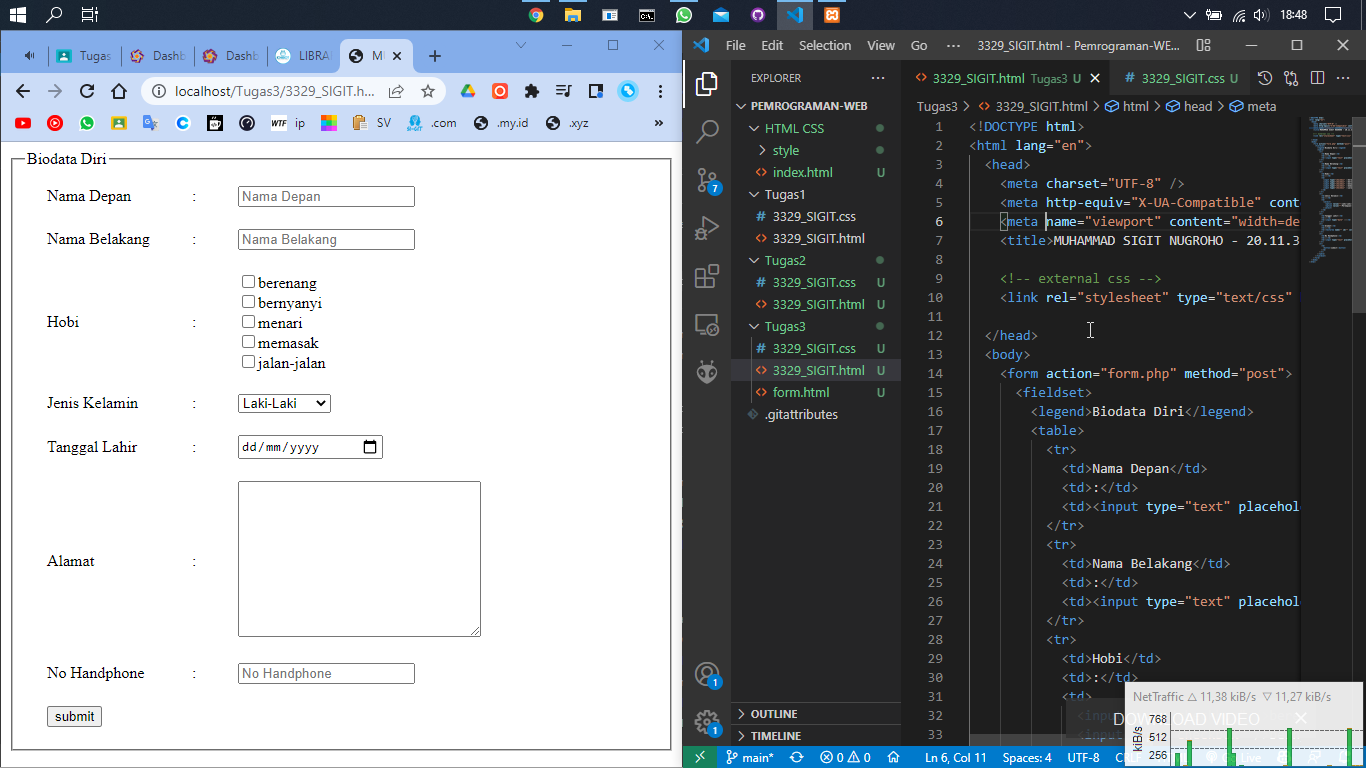 18:48
Tugas
Dashb
Dashb
LIBRA
MU
localhost/Tugas3/3329_SIGIT.h...
WTF ip
SV
.com
.my.id
.xyz
»
Biodata Diri
Nama Depan : Nama Depan
Nama Belakang : Nama Belakang
berenang
bernyanyi
Hobi : menari
memasak
jalan-jalan
Jenis Kelamin : Laki-Laki
Tanggal Lahir : dd/mm/yyyy
Alamat :
No Handphone : No Handphone
submit
File Edit Selection View Go ··· 3329_SIGIT.html - Pemrograman-WE...
EXPLORER ···
PEMROGRAMAN-WEB
HTML CSS
style
index.html U
Tugas1
# 3329_SIGIT.css
<> 3329_SIGIT.html
Tugas2
# 3329_SIGIT.css U
<> 3329_SIGIT.html U
Tugas3
# 3329_SIGIT.css U
<> 3329_SIGIT.html U
<> form.html U
.gitattributes
OUTLINE
TIMELINE
7
1
1
<> 3329_SIGIT.html Tugas3 U
# 3329_SIGIT.css U
Tugas3 > <> 3329_SIGIT.html > html > head > meta
1 <!DOCTYPE html>
2 <html lang="en">
3 <head>
4 <meta charset="UTF-8" />
5 <meta http-equiv="X-UA-Compatible" cont
6 <meta name="viewport" content="width=de
7 <title>MUHAMMAD SIGIT NUGROHO - 20.11.3
8
9 <!-- external css -->
10 <link rel="stylesheet" type="text/css"
11
12 </head>
13 <body>
14 <form action="form.php" method="post">
15 <fieldset>
16 <legend>Biodata Diri</legend>
17 <table>
18 <tr>
19 <td>Nama Depan</td>
20 <td>:</td>
21 <td><input type="text" placehol
22 </tr>
23 <tr>
24 <td>Nama Belakang</td>
25 <td>:</td>
26 <td><input type="text" placehol
27 </tr>
28 <tr>
29 <td>Hobi</td>
30 <td>:</td>
31 <td>
32 <inpu
33 <input
NetTraffic △ 11,38 kiB/s ▽ 11,27 kiB/s
DOWNLOAD VIDEO
kiB/s
768
512
256
main*
0 0
Ln 6, Col 11
Spaces: 4
UTF-8